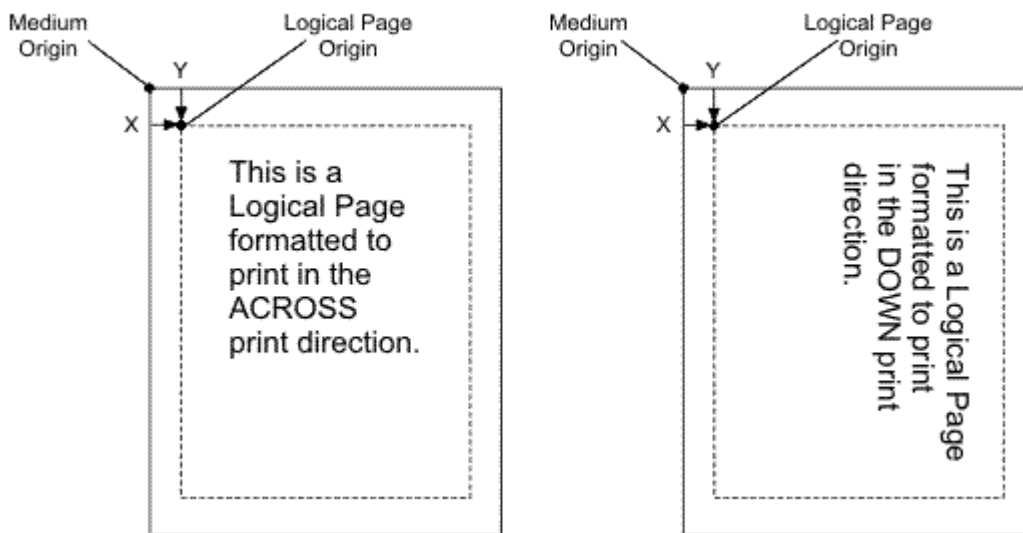 Medium
Origin
Logical Page
Origin
Y
X
This is a
Logical Page
formatted to
print in the
ACROSS
print direction.
Medium
Origin
Logical Page
Origin
Y
X
This is a Logical Page
formatted to print
in the DOWN print
direction.